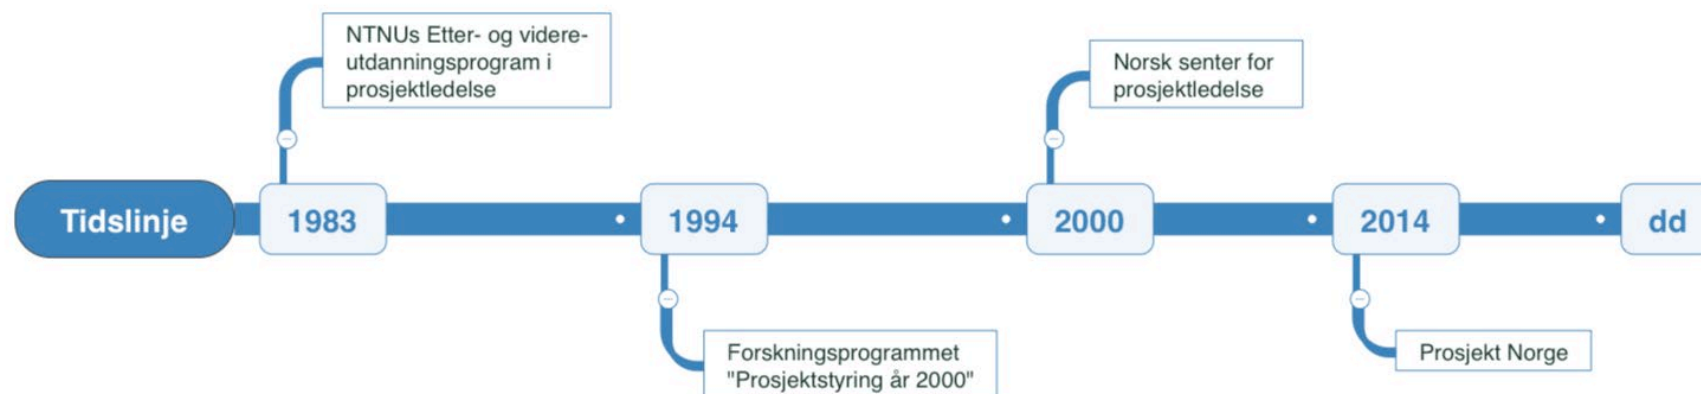 NTNUs Etter- og videre-
utdanningsprogram i
prosjektledelse
Norsk senter for
prosjektledelse
Tidslinje
1983
1994
2000
2014
dd
Forskningsprogrammet
"Prosjektstyring år 2000"
Prosjekt Norge